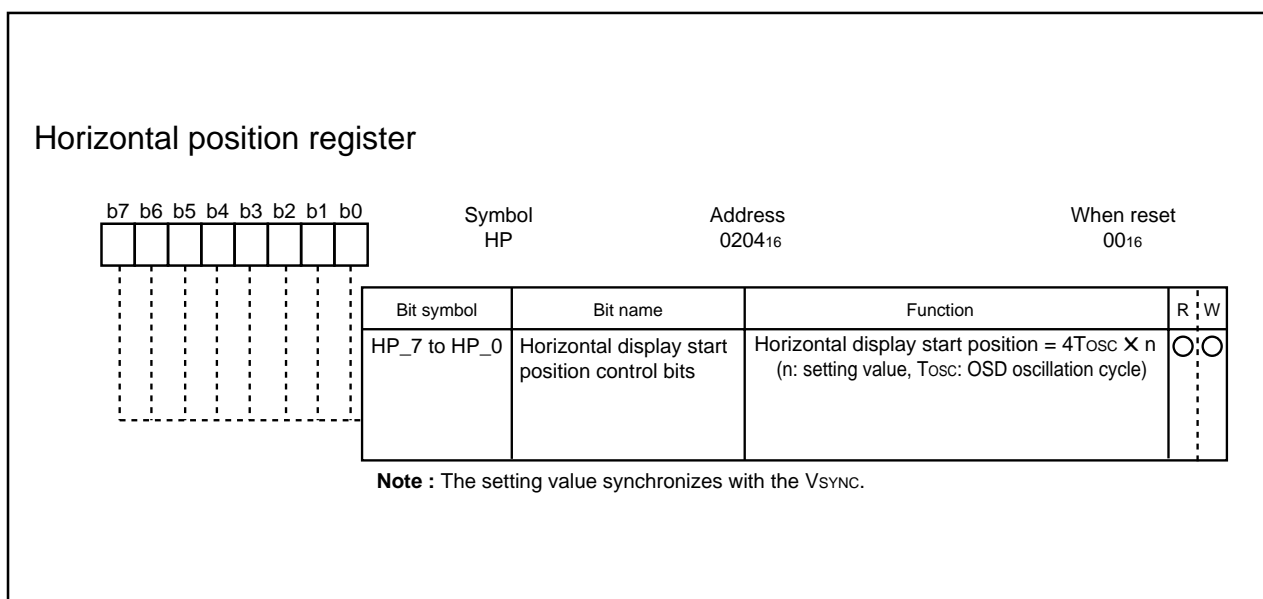 Horizontal position register
b7 b6 b5 b4 b3 b2 b1 b0
Symbol Address When reset
HP 020416 0016
Bit symbol Bit name Function R W
HP_7 to HP_0 Horizontal display start Horizontal display start position = 4TOSC X n
position control bits (n: setting value, TOSC: OSD oscillation cycle)
Note : The setting value synchronizes with the VSYNC.